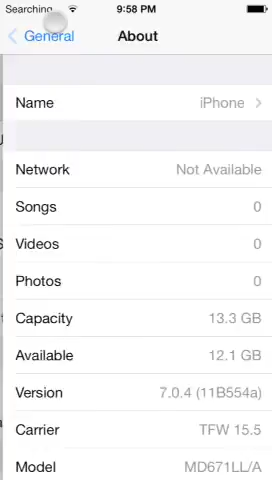 Searching 9:58 PM
General About
Name iPhone
Network Not Available
Songs 0
Videos 0
Photos 0
Capacity 13.3 GB
Available 12.1 GB
Version 7.0.4 (11B554a)
Carrier TFW 15.5
Model MD671LL/A